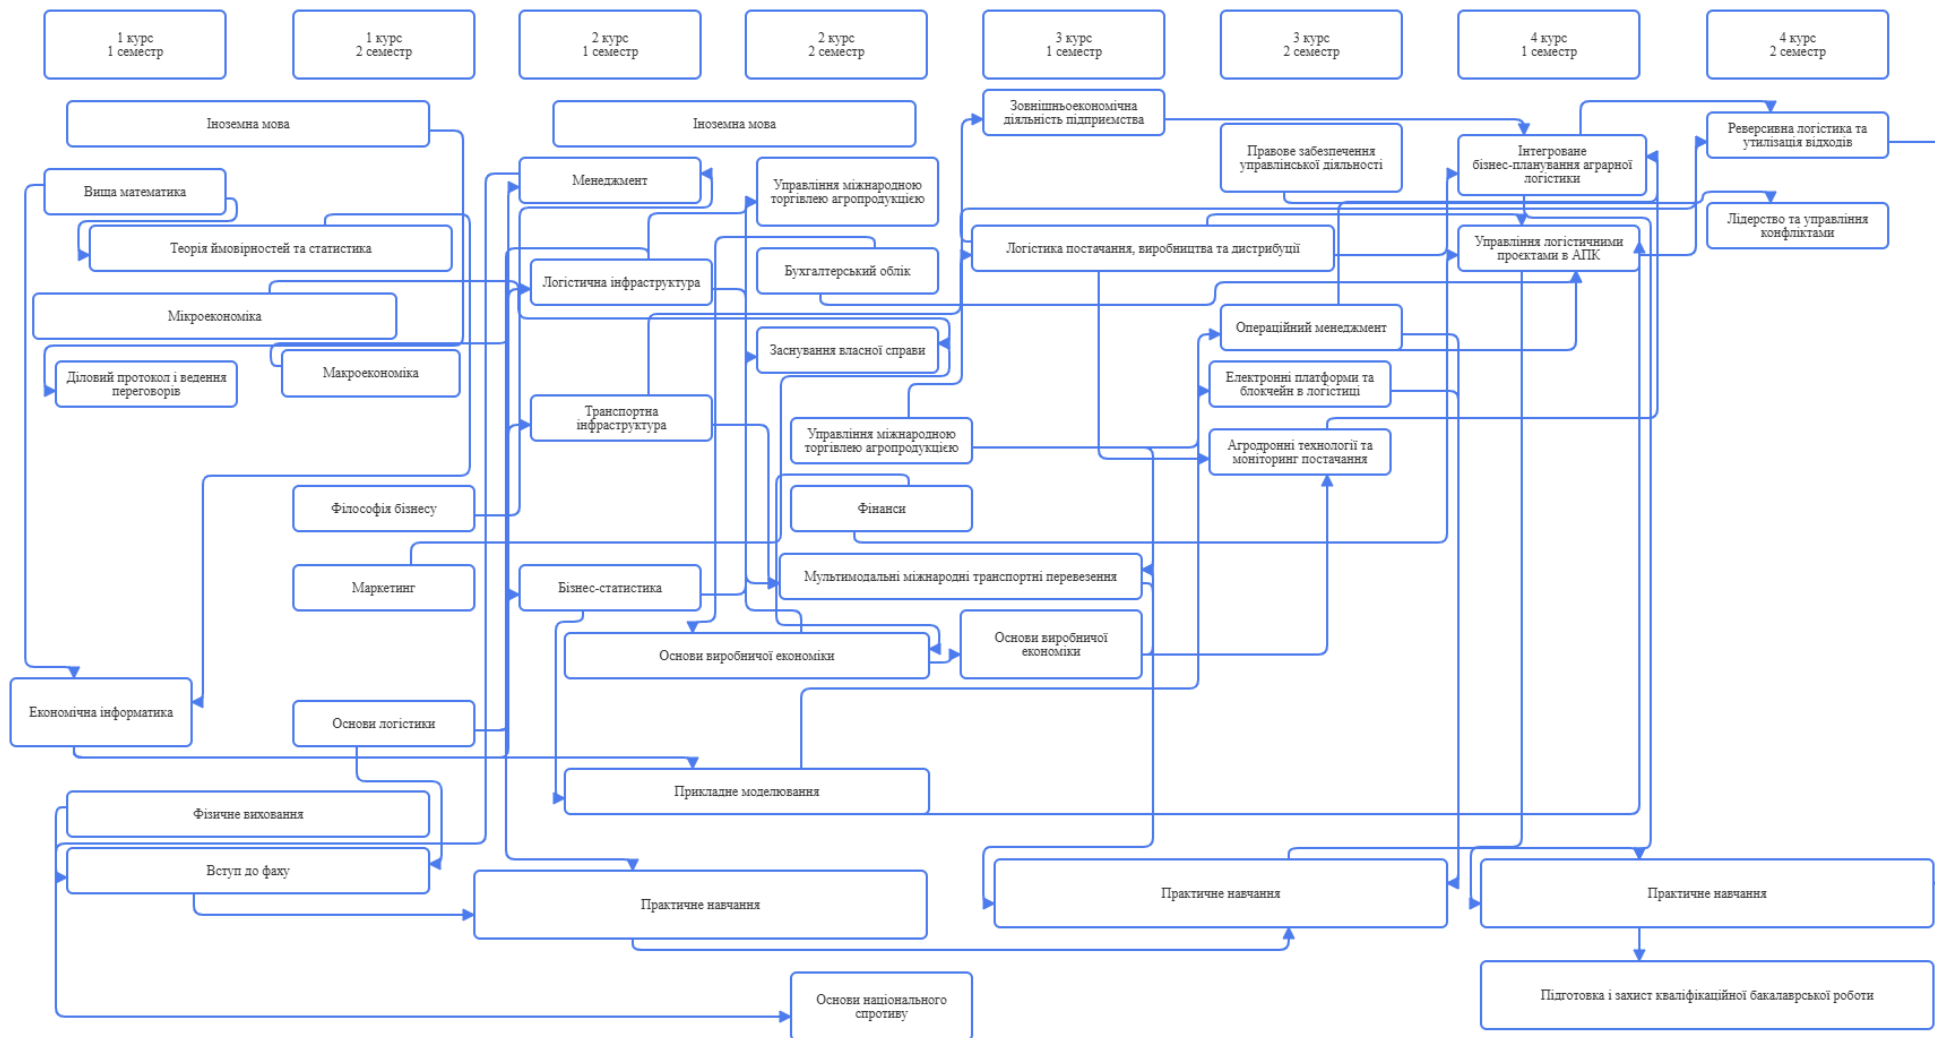 1 курс
1 семестр
1 курс
2 семестр
2 курс
1 семестр
2 курс
2 семестр
3 курс
1 семестр
3 курс
2 семестр
4 курс
1 семестр
4 курс
2 семестр
Іноземна мова
Іноземна мова
Зовнішньоекономічна
діяльність підприємства
Реверсивна логістика та
утилізація відходів
Правове забезпечення
управлінської діяльності
Інтегроване
бізнес-планування аграрної
логістики
Вища математика
Менеджмент
Управління міжнародною
торгівлею агропродукцією
Лідерство та управління
конфліктами
Теорія ймовірностей та статистика
Логістика постачання, виробництва та дистрибуції
Управління логістичними
проєктами в АПК
Логістична інфраструктура
Бухгалтерський облік
Мікроекономіка
Операційний менеджмент
Заснування власної справи
Діловий протокол і ведення
переговорів
Макроекономіка
Електронні платформи та
блокчейн в логістиці
Транспортна
інфраструктура
Управління міжнародною
торгівлею агропродукцією
Агродронні технології та
моніторинг постачання
Філософія бізнесу
Фінанси
Маркетинг
Бізнес-статистика
Мультимодальні міжнародні транспортні перевезення
Основи виробничої економіки
Основи виробничої
економіки
Економічна інформатика
Основи логістики
Прикладне моделювання
Фізичне виховання
Вступ до фаху
Практичне навчання
Практичне навчання
Практичне навчання
Основи національного
спротиву
Підготовка і захист кваліфікаційної бакалаврської роботи